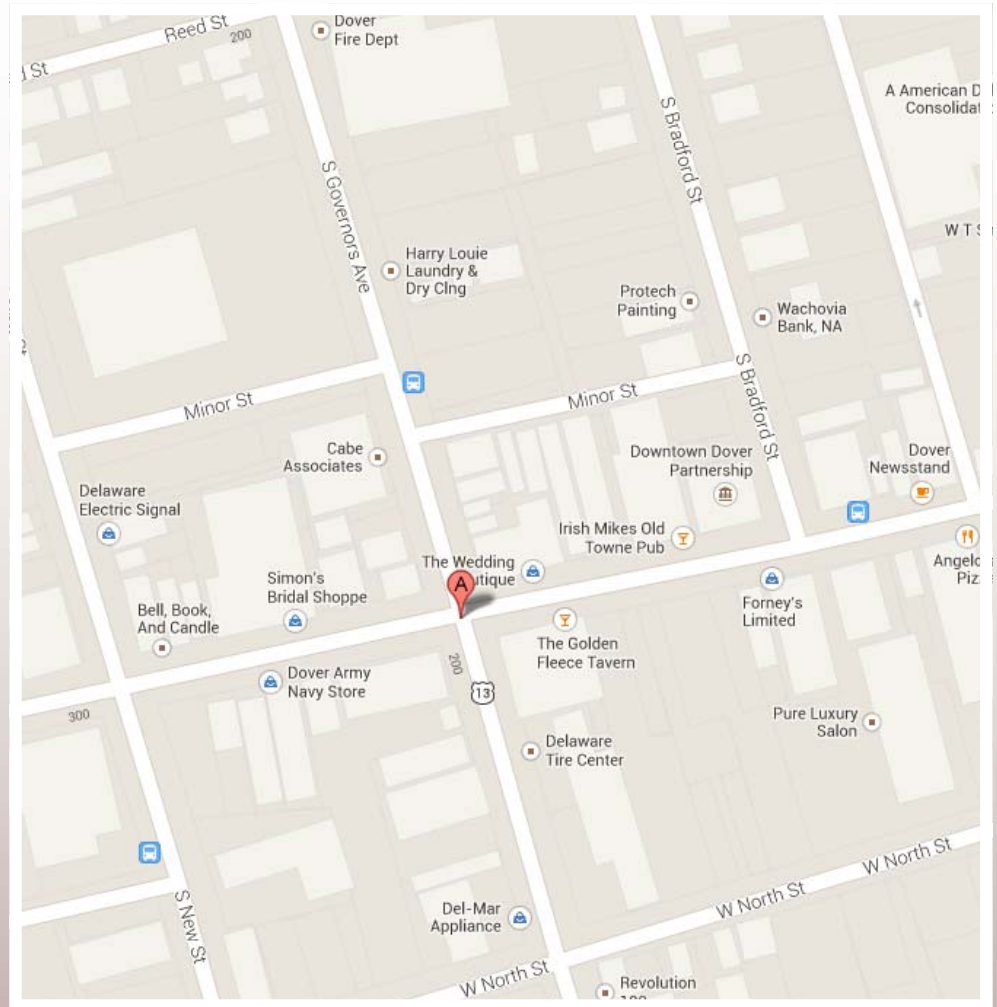 Reed St
200
d St
Dover
Fire Dept
S Bradford St
A American D
Consolidat
S Governors Ave
W T S
Harry Louie
Laundry &
Dry Clng
Protech
Painting
Wachovia
Bank, NA
Minor St
Minor St
S Bradford St
Cabe
Associates
Downtown Dover
Partnership
Dover
Newsstand
Delaware
Electric Signal
Irish Mikes Old
Towne Pub
The Wedding
utique
A
Angelo
Piz
Simon's
Bridal Shoppe
Bell, Book,
And Candle
Forney's
Limited
The Golden
Fleece Tavern
200
Dover Army
Navy Store
13
300
Pure Luxury
Salon
Delaware
Tire Center
W North St
W North St
S New St
Del-Mar
Appliance
W North St
Revolution